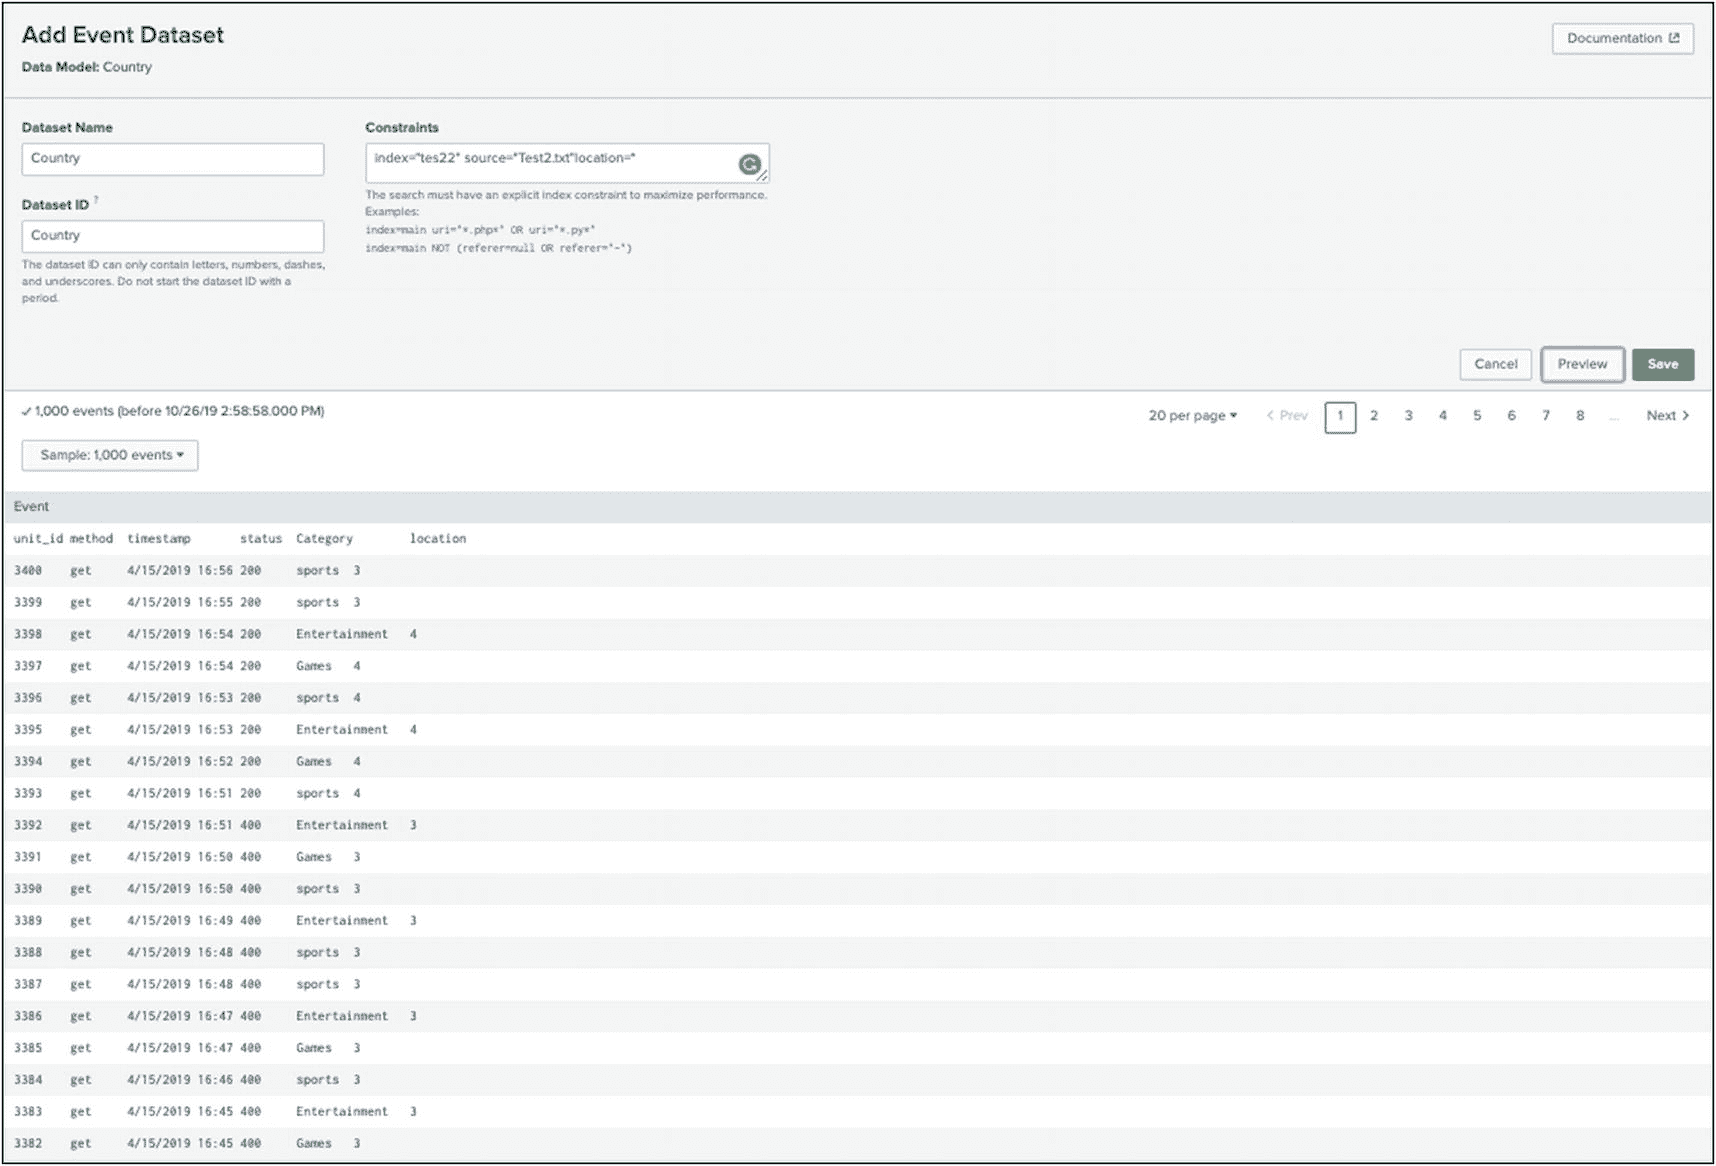 Add Event Dataset
Documentation
Data Model: Country
Dataset Name
Country
Dataset ID ?
Country
The dataset ID can only contain letters, numbers, dashes,
and underscores. Do not start the dataset ID with a
period.
Constraints
index="tes22" source="Test2.txt"location=*
The search must have an explicit index constraint to maximize performance.
Examples:
index=main uri="*.php*" OR uri="*.py*"
index=main NOT (referer=null OR referer="-")
Cancel Preview Save
✓ 1,000 events (before 10/26/19 2:58:58.000 PM)
20 per page ▾ < Prev 1 2 3 4 5 6 7 8 ... Next >
Sample: 1,000 events ▾
Event
unit_id method timestamp status Category location
3400 get 4/15/2019 16:56 200 sports 3
3399 get 4/15/2019 16:55 200 sports 3
3398 get 4/15/2019 16:54 200 Entertainment 4
3397 get 4/15/2019 16:54 200 Games 4
3396 get 4/15/2019 16:53 200 sports 4
3395 get 4/15/2019 16:53 200 Entertainment 4
3394 get 4/15/2019 16:52 200 Games 4
3393 get 4/15/2019 16:51 200 sports 4
3392 get 4/15/2019 16:51 400 Entertainment 3
3391 get 4/15/2019 16:50 400 Games 3
3390 get 4/15/2019 16:50 400 sports 3
3389 get 4/15/2019 16:49 400 Entertainment 3
3388 get 4/15/2019 16:48 400 sports 3
3387 get 4/15/2019 16:48 400 sports 3
3386 get 4/15/2019 16:47 400 Entertainment 3
3385 get 4/15/2019 16:47 400 Games 3
3384 get 4/15/2019 16:46 400 sports 3
3383 get 4/15/2019 16:45 400 Entertainment 3
3382 get 4/15/2019 16:45 400 Games 3